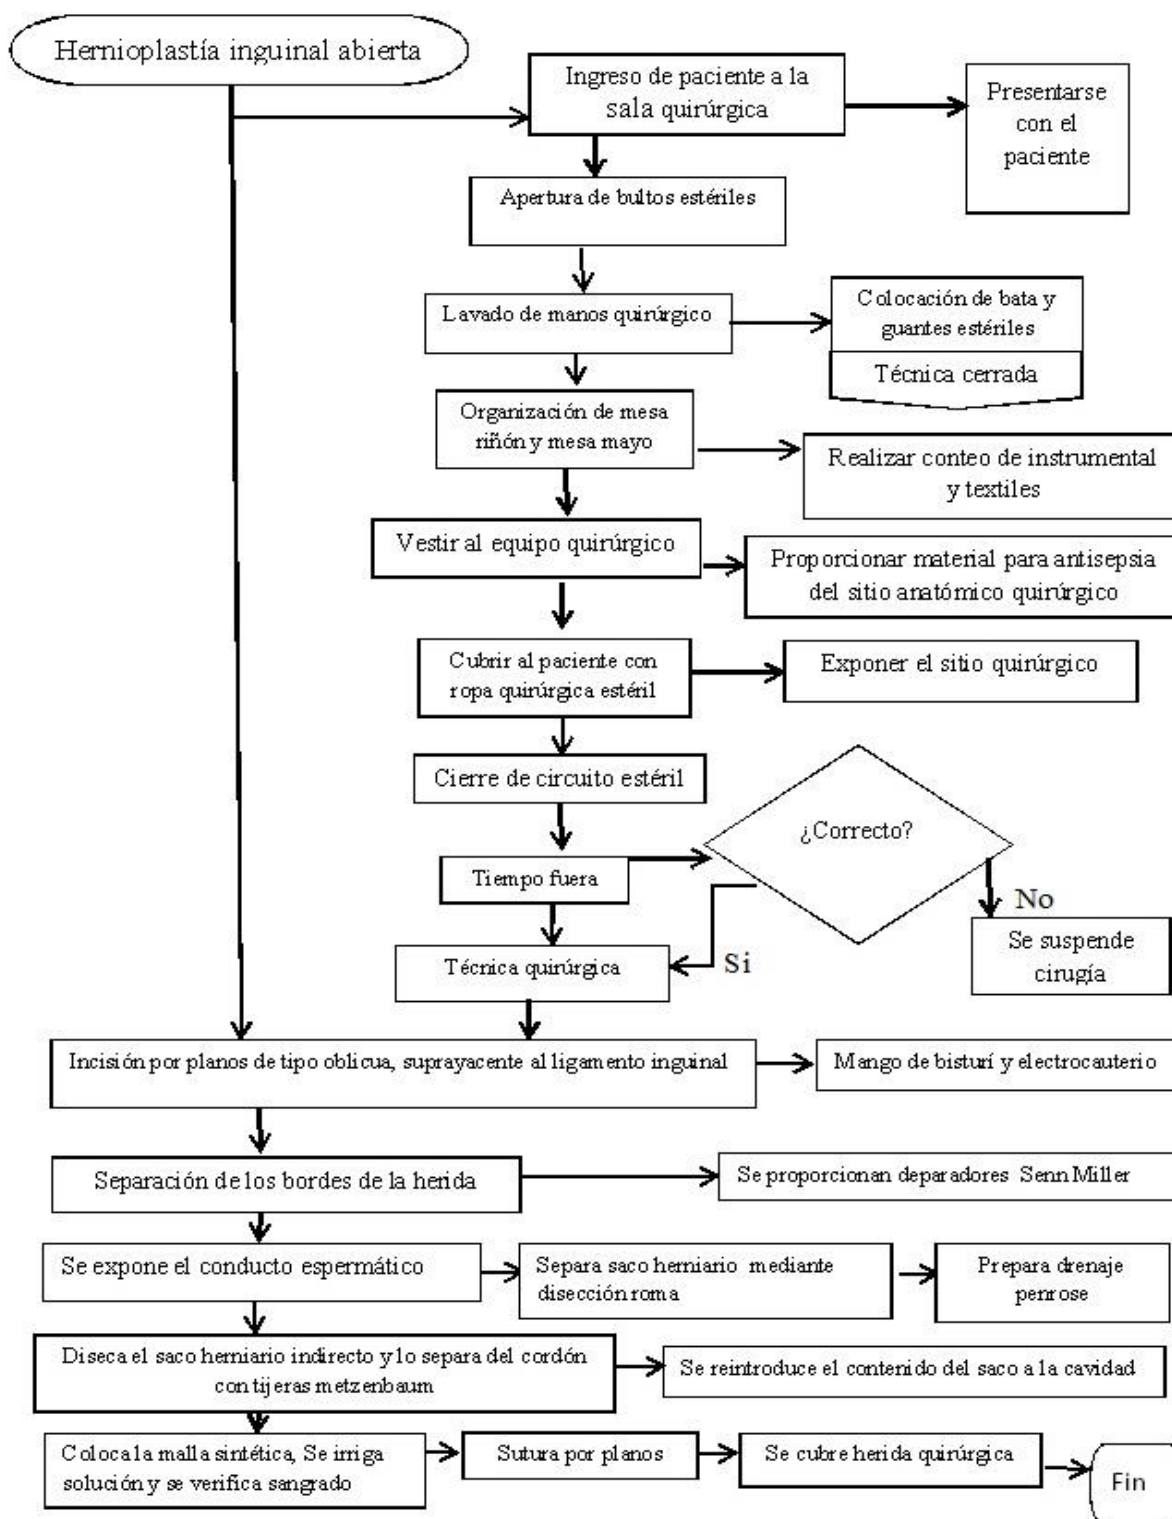 Hernioplastía inguinal abierta
Ingreso de paciente a la
sala quirúrgica
Presentarse
con el
paciente
Apertura de bultos estériles
Lavado de manos quirúrgico
Colocación de bata y
guantes estériles
Técnica cerrada
Organización de mesa
riñón y mesa mayo
Realizar conteo de instrumental
y textiles
Vestir al equipo quirúrgico
Proporcionar material para antisepsia
del sitio anatómico quirúrgico
Cubrir al paciente con
ropa quirúrgica estéril
Exponer el sitio quirúrgico
Cierre de circuito estéril
¿Correcto?
Tiempo fuera
No
Se suspende
cirugía
Si
Técnica quirúrgica
Incisión por planos de tipo oblicua, suprayacente al ligamento inguinal
Mango de bisturí y electrocauterio
Separación de los bordes de la herida
Se proporcionan deparadores Senn Miller
Se expone el conducto espermático
Separa saco herniario mediante
disección roma
Prepara drenaje
penrose
Diseca el saco herniario indirecto y lo separa del cordón
con tijeras metzenbaum
Se reintroduce el contenido del saco a la cavidad
Coloca la malla sintética, Se irriga
solución y se verifica sangrado
Sutura por planos
Se cubre herida quirúrgica
Fin